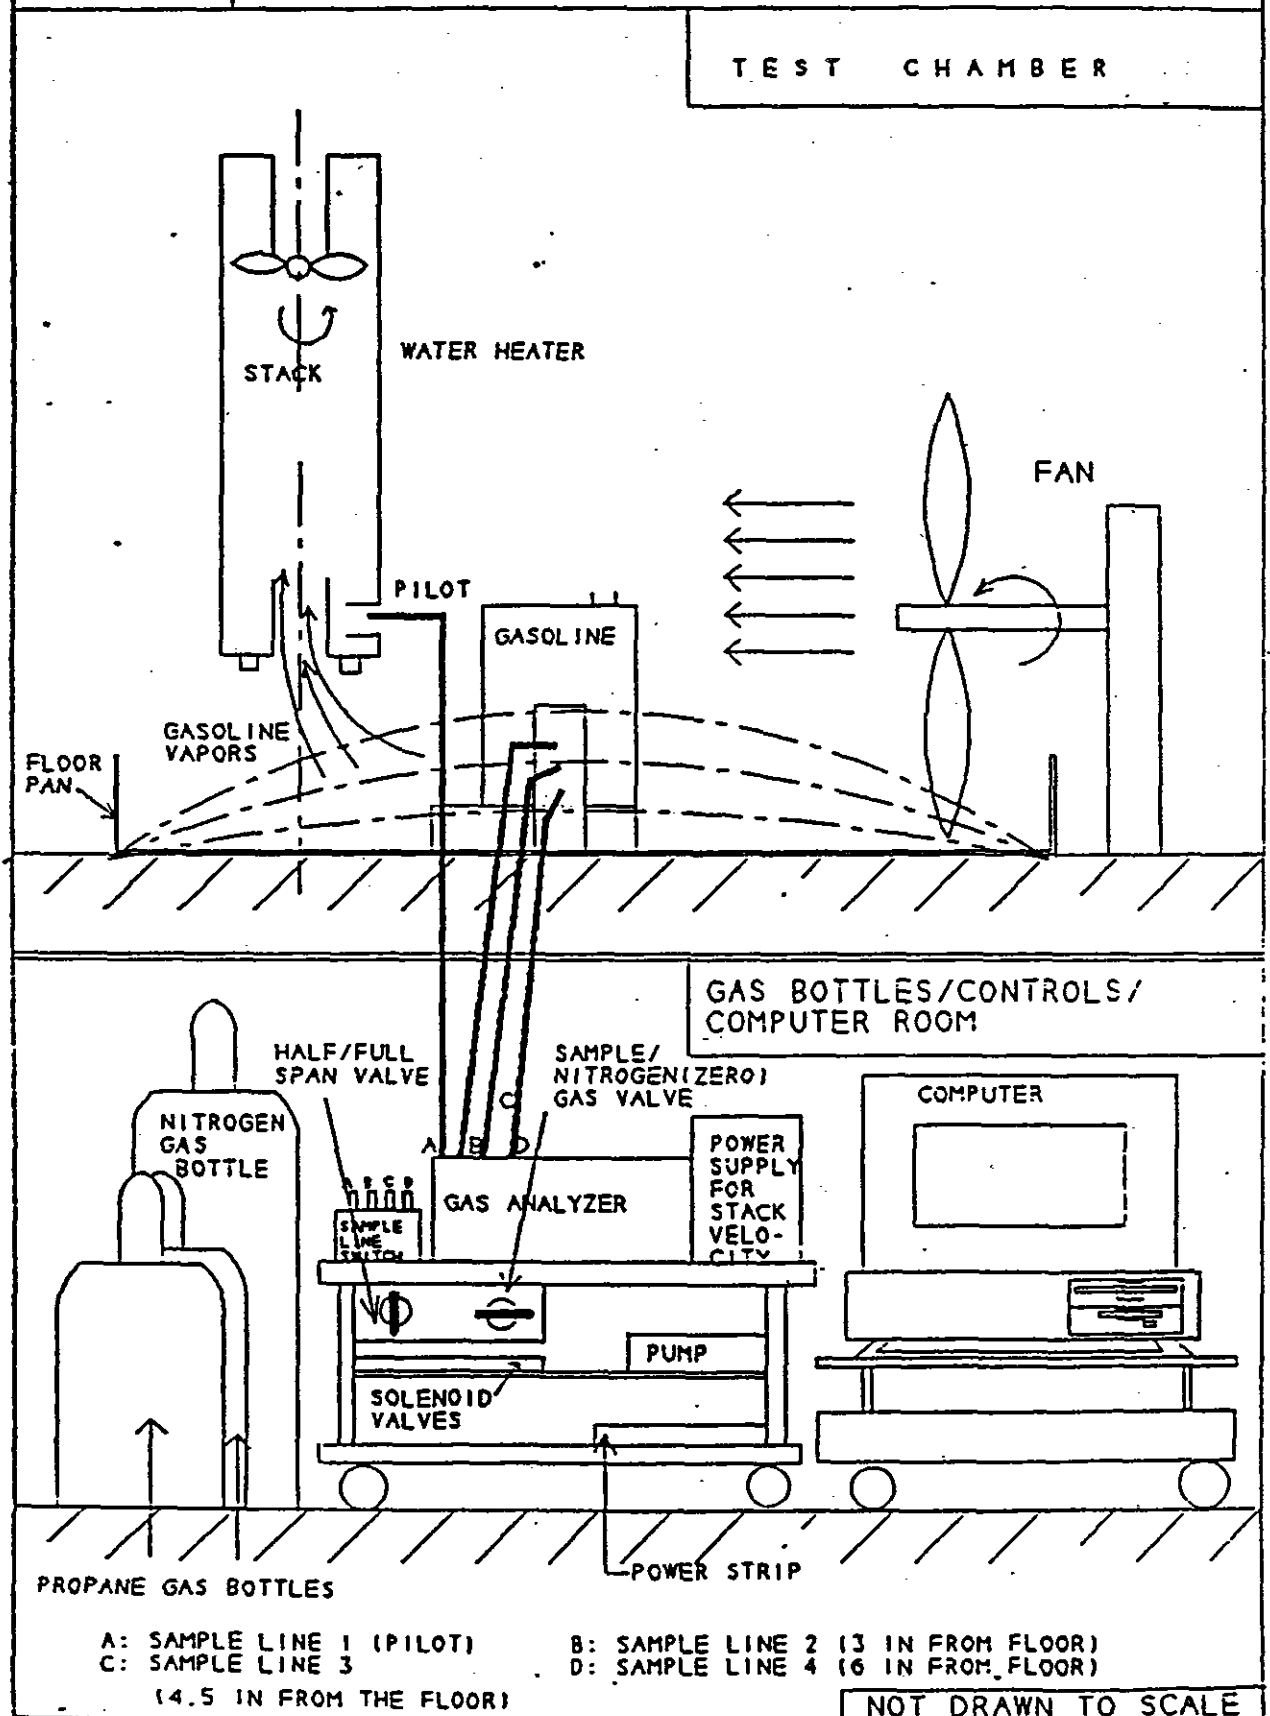 TEST CHAMBER
WATER HEATER
STACK
FAN
PILOT
GASOLINE
GASOLINE
VAPORS
FLOOR
PAN
GAS BOTTLES/CONTROLS/
COMPUTER ROOM
HALF/FULL
SPAN VALVE
SAMPLE/
NITROGEN(ZERO)
GAS VALVE
C
A B D
COMPUTER
NITROGEN
GAS
BOTTLE
POWER
SUPPLY
FOR
STACK
VELO-
CITY
A B C D
GAS ANALYZER
SAMPLE
LINE
SWITCH
PUMP
SOLENOID
VALVES
POWER STRIP
PROPANE GAS BOTTLES
A: SAMPLE LINE 1 (PILOT) B: SAMPLE LINE 2 (3 IN FROM FLOOR)
C: SAMPLE LINE 3 D: SAMPLE LINE 4 (6 IN FROM FLOOR)
(4.5 IN FROM THE FLOOR)
NOT DRAWN TO SCALE